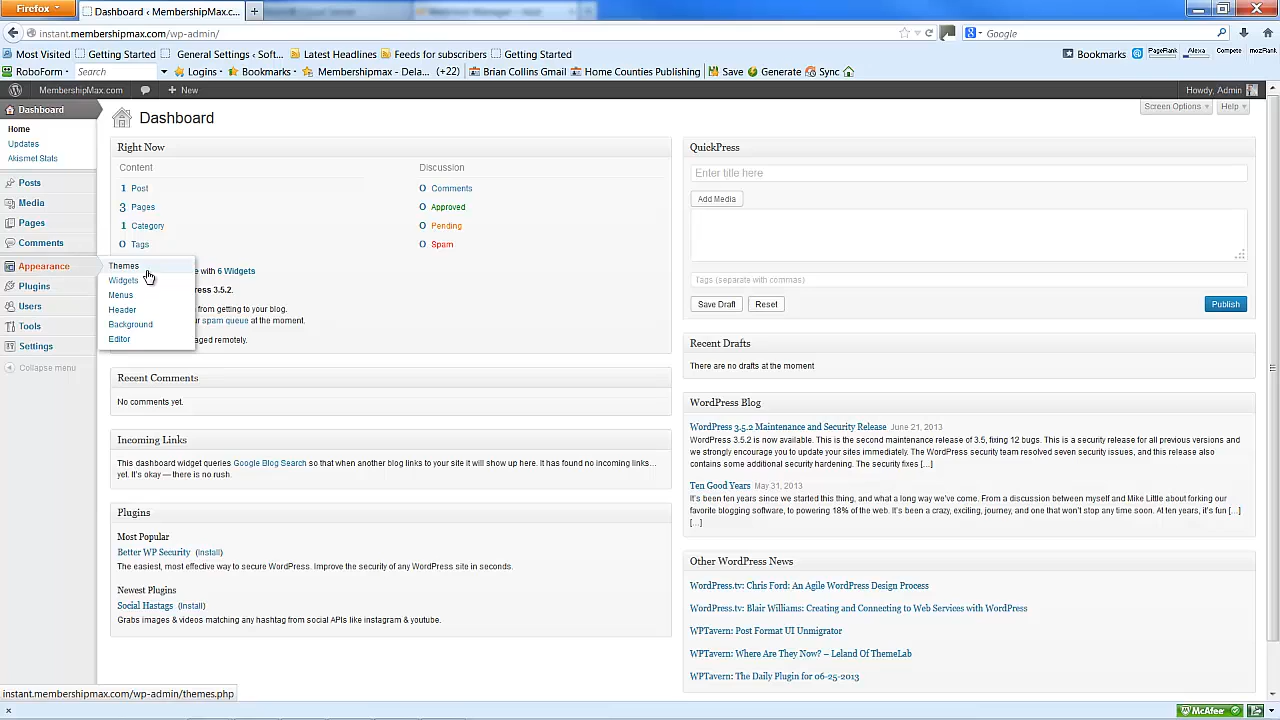 Firefox
Dashboard ‹ MembershipMax.c...
instant.membershipmax.com/wp-admin/
Google
Most Visited
Getting Started
General Settings ‹ Sof...
Latest Headlines
Feeds for subscribers
Getting Started
Bookmarks
PageRank
Alexa
Compete
mozRank
RoboForm
Search
Logins
Bookmarks
Membershipmax - Dela...
(+22)
Brian Collins Gmail
Home Counties Publishing
Save
Generate
Sync
MembershipMax.com
+ New
Howdy, Admin
Dashboard
Home
Updates
Akismet Stats
Posts
Media
Pages
Comments
Appearance
Plugins
Users
Tools
Settings
Collapse menu
Themes
Widgets
Menus
Header
Background
Editor
Dashboard
Screen Options
Help
Right Now
Content
Discussion
1 Post
0 Comments
3 Pages
0 Approved
1 Category
0 Pending
0 Tags
0 Spam
with 6 Widgets
ress 3.5.2.
from getting to your blog.
ur spam queue at the moment.
aged remotely.
Recent Comments
No comments yet.
Incoming Links
This dashboard widget queries Google Blog Search so that when another blog links to your site it will show up here. It has found no incoming links…
yet. It's okay — there is no rush.
Plugins
Most Popular
Better WP Security (Install)
The easiest, most effective way to secure WordPress. Improve the security of any WordPress site in seconds.
Newest Plugins
Social Hastags (Install)
Grabs images & videos matching any hashtag from social APIs like instagram & youtube.
QuickPress
Enter title here
Add Media
Tags (separate with commas)
Save Draft
Reset
Publish
Recent Drafts
There are no drafts at the moment
WordPress Blog
WordPress 3.5.2 Maintenance and Security Release June 21, 2013
WordPress 3.5.2 is now available. This is the second maintenance release of 3.5, fixing 12 bugs. This is a security release for all previous versions and
we strongly encourage you to update your sites immediately. The WordPress security team resolved seven security issues, and this release also
contains some additional security hardening. The security fixes [...]
Ten Good Years May 31, 2013
It's been ten years since we started this thing, and what a long way we've come. From a discussion between myself and Mike Little about forking our
favorite blogging software, to powering 18% of the web. It's been a crazy, exciting, journey, and one that won't stop any time soon. At ten years, it's fun [...]
[...]
Other WordPress News
WordPress.tv: Chris Ford: An Agile WordPress Design Process
WordPress.tv: Blair Williams: Creating and Connecting to Web Services with WordPress
WPTavern: Post Format UI Unmigrator
WPTavern: Where Are They Now? – Leland Of ThemeLab
WPTavern: The Daily Plugin for 06-25-2013
instant.membershipmax.com/wp-admin/themes.php
McAfee